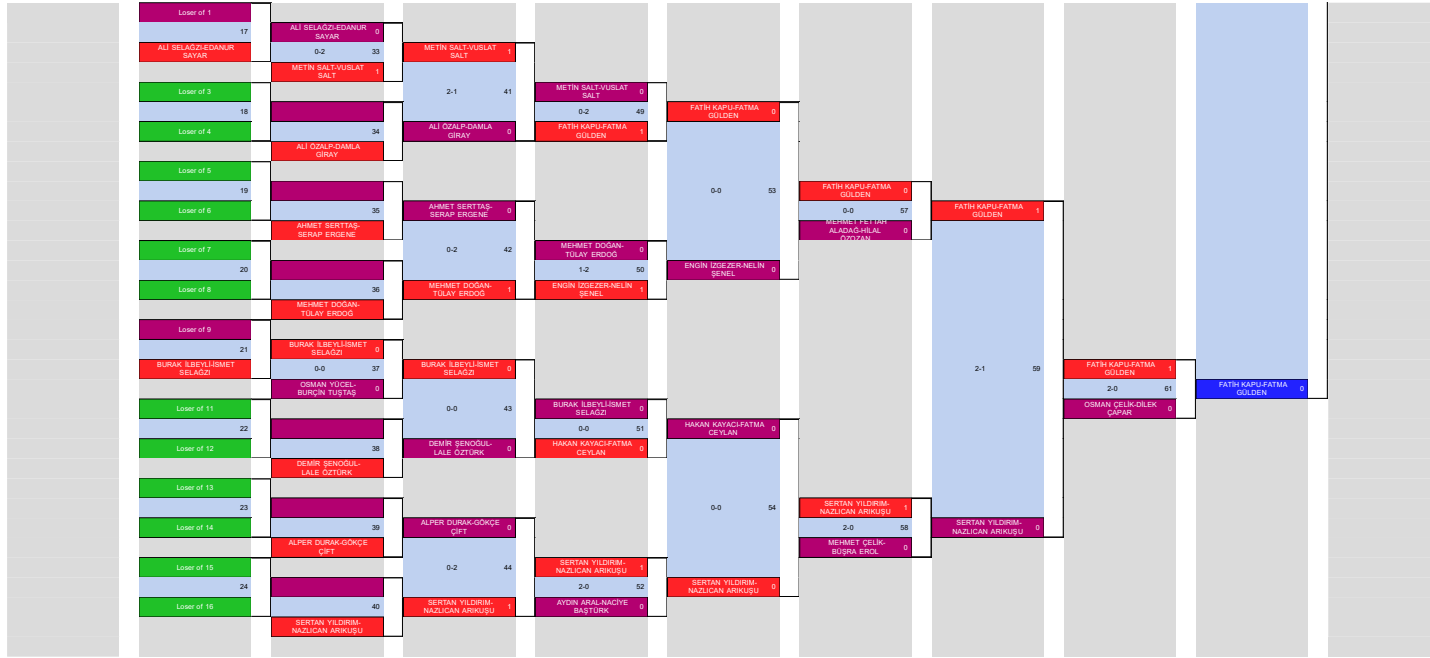 Loser of 1
17
ALİ SELAĞZI-EDANUR
SAYAR
Loser of 3
18
Loser of 4
Loser of 5
19
Loser of 6
Loser of 7
20
Loser of 8
Loser of 9
21
BURAK İLBEYLİ-İSMET
SELAĞZI
Loser of 11
22
Loser of 12
Loser of 13
23
Loser of 14
Loser of 15
24
Loser of 16
ALİ SELAĞZI-EDANUR
SAYAR 0
0-2 33
METİN SALT-VUSLAT
SALT 1
34
ALİ ÖZALP-DAMLA
GİRAY
35
AHMET SERTTAŞ-
SERAP ERGENE
36
MEHMET DOĞAN-
TÜLAY ERDOĞ
BURAK İLBEYLİ-İSMET
SELAĞZI 0
0-0 37
OSMAN YÜCEL-
BURÇİN TUŞTAŞ 0
38
DEMİR ŞENOĞUL-
LALE ÖZTÜRK
39
ALPER DURAK-GÖKÇE
ÇİFT
40
SERTAN YILDIRIM-
NAZLICAN ARIKUŞU
METİN SALT-VUSLAT
SALT 1
2-1 41
ALİ ÖZALP-DAMLA
GİRAY 0
AHMET SERTTAŞ-
SERAP ERGENE 0
0-2 42
MEHMET DOĞAN-
TÜLAY ERDOĞ 1
BURAK İLBEYLİ-İSMET
SELAĞZI 0
0-0 43
DEMİR ŞENOĞUL-
LALE ÖZTÜRK 0
ALPER DURAK-GÖKÇE
ÇİFT 0
0-2 44
SERTAN YILDIRIM-
NAZLICAN ARIKUŞU 1
METİN SALT-VUSLAT
SALT 0
0-2 49
FATİH KAPU-FATMA
GÜLDEN 1
MEHMET DOĞAN-
TÜLAY ERDOĞ 0
1-2 50
ENGİN İZGEZER-NELİN
ŞENEL 1
BURAK İLBEYLİ-İSMET
SELAĞZI 0
0-0 51
HAKAN KAYACI-FATMA
CEYLAN 0
SERTAN YILDIRIM-
NAZLICAN ARIKUŞU 1
2-0 52
AYDIN ARAL-NACİYE
BAŞTÜRK 0
FATİH KAPU-FATMA
GÜLDEN 0
0-0 53
ENGİN İZGEZER-NELİN
ŞENEL 0
HAKAN KAYACI-FATMA
CEYLAN 0
0-0 54
SERTAN YILDIRIM-
NAZLICAN ARIKUŞU 0
FATİH KAPU-FATMA
GÜLDEN 0
0-0 57
MEHMET FETTAH
ALADAĞ-HİLAL
ÖZOZAN 0
SERTAN YILDIRIM-
NAZLICAN ARIKUŞU 1
2-0 58
MEHMET ÇELİK-
BÜŞRA EROL 0
FATİH KAPU-FATMA
GÜLDEN 1
2-1 59
SERTAN YILDIRIM-
NAZLICAN ARIKUŞU 0
FATİH KAPU-FATMA
GÜLDEN 1
2-0 61
OSMAN ÇELİK-DİLEK
ÇAPAR 0
FATİH KAPU-FATMA
GÜLDEN 0